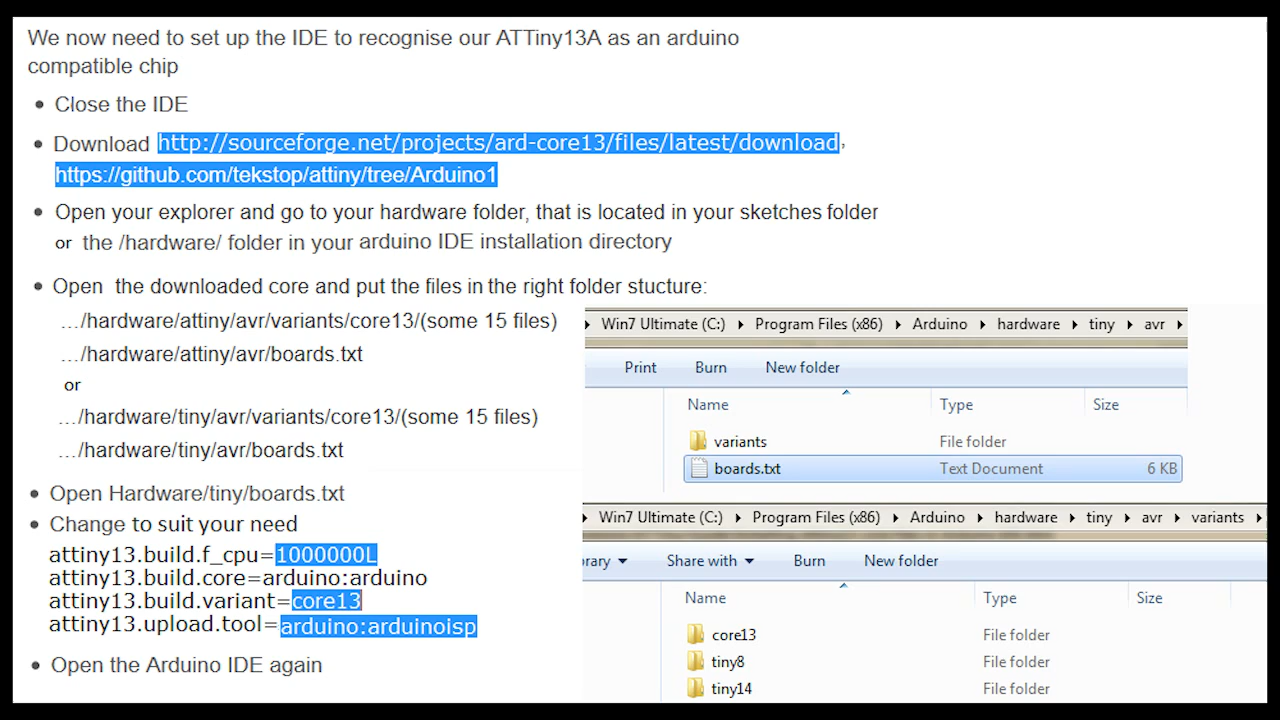 We now need to set up the IDE to recognise our ATTiny13A as an arduino
compatible chip
• Close the IDE
• Download http://sourceforge.net/projects/ard-core13/files/latest/download,
https://github.com/tekstop/attiny/tree/Arduino1
• Open your explorer and go to your hardware folder, that is located in your sketches folder
or the /hardware/ folder in your arduino IDE installation directory
• Open the downloaded core and put the files in the right folder stucture:
…/hardware/attiny/avr/variants/core13/(some 15 files)
…/hardware/attiny/avr/boards.txt
or
…/hardware/tiny/avr/variants/core13/(some 15 files)
…/hardware/tiny/avr/boards.txt
• Open Hardware/tiny/boards.txt
• Change to suit your need
attiny13.build.f_cpu=1000000L
attiny13.build.core=arduino:arduino
attiny13.build.variant=core13
attiny13.upload.tool=arduino:arduinoisp
• Open the Arduino IDE again
Win7 Ultimate (C:) Program Files (x86) Arduino hardware tiny avr
Print Burn New folder
Name Type Size
variants File folder
boards.txt Text Document 6 KB
Win7 Ultimate (C:) Program Files (x86) Arduino hardware tiny avr variants
rary Share with Burn New folder
Name Type Size
core13 File folder
tiny8 File folder
tiny14 File folder